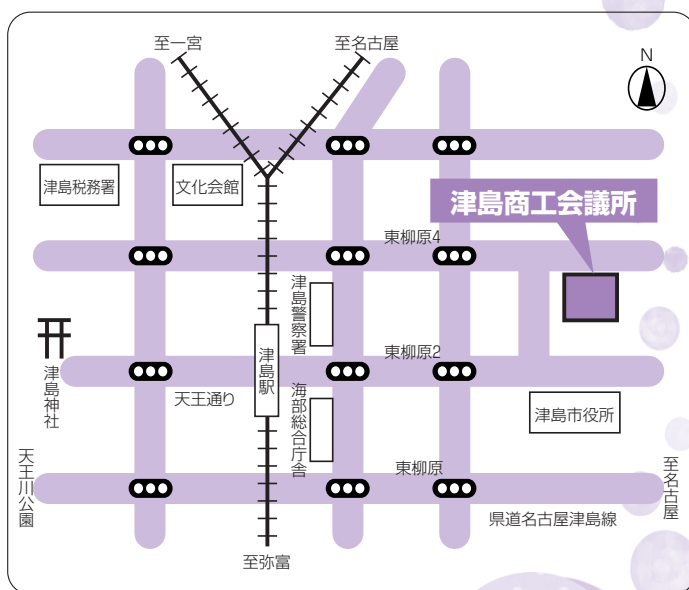 至一宮
至名古屋
N
津島税務署
文化会館
津島商工会議所
東柳原4
津島警察署
津島駅
東柳原2
津島神社
天王通り
海部総合庁舎
津島市役所
天王川公園
東柳原
至名古屋
県道名古屋津島線
至弥富